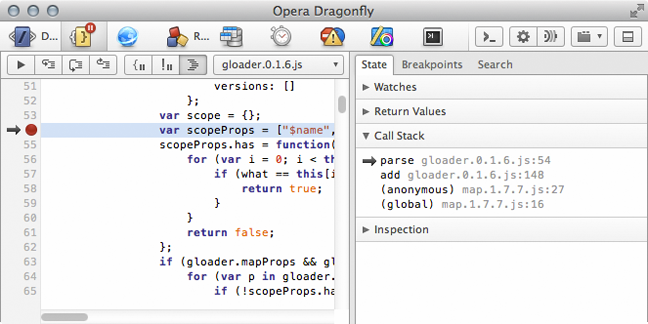 Opera Dragonfly
D...
R...
gloader.0.1.6.js
51 versions: []
52 };
53 var scope = {};
var scopeProps = ["$name",
55 scopeProps.has = function(
56 for (var i = 0; i < th
57 if (what == this[i
58 return true;
59 }
60 }
61 return false;
62 };
63 if (gloader.mapProps && gl
64 for (var p in gloader.
65 if (!scopeProps.ha
State Breakpoints Search
Watches
Return Values
Call Stack
parse gloader.0.1.6.js:54
add gloader.0.1.6.js:148
(anonymous) map.1.7.7.js:27
(global) map.1.7.7.js:16
Inspection